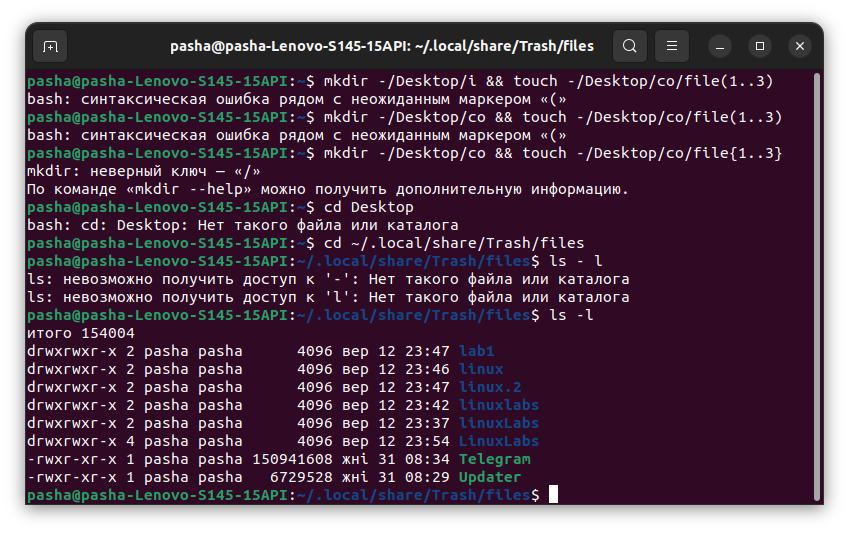 pasha@pasha-Lenovo-S145-15API: ~/.local/share/Trash/files
pasha@pasha-Lenovo-S145-15API:~$ mkdir -/Desktop/i && touch -/Desktop/co/file(1..3)
bash: синтаксическая ошибка рядом с неожиданным маркером «(»
pasha@pasha-Lenovo-S145-15API:~$ mkdir -/Desktop/co && touch -/Desktop/co/file(1..3)
bash: синтаксическая ошибка рядом с неожиданным маркером «(»
pasha@pasha-Lenovo-S145-15API:~$ mkdir -/Desktop/co && touch -/Desktop/co/file{1..3}
mkdir: неверный ключ — «/»
По команде «mkdir --help» можно получить дополнительную информацию.
pasha@pasha-Lenovo-S145-15API:~$ cd Desktop
bash: cd: Desktop: Нет такого файла или каталога
pasha@pasha-Lenovo-S145-15API:~$ cd ~/.local/share/Trash/files
pasha@pasha-Lenovo-S145-15API:~/.local/share/Trash/files$ ls - l
ls: невозможно получить доступ к '-': Нет такого файла или каталога
ls: невозможно получить доступ к 'l': Нет такого файла или каталога
pasha@pasha-Lenovo-S145-15API:~/.local/share/Trash/files$ ls -l
итого 154004
drwxrwxr-x 2 pasha pasha      4096 вер 12 23:47 lab1
drwxrwxr-x 2 pasha pasha      4096 вер 12 23:46 linux
drwxrwxr-x 2 pasha pasha      4096 вер 12 23:47 linux.2
drwxrwxr-x 2 pasha pasha      4096 вер 12 23:42 linuxlabs
drwxrwxr-x 2 pasha pasha      4096 вер 12 23:37 linuxLabs
drwxrwxr-x 4 pasha pasha      4096 вер 12 23:54 LinuxLabs
-rwxr-xr-x 1 pasha pasha 150941608 жні 31 08:34 Telegram
-rwxr-xr-x 1 pasha pasha   6729528 жні 31 08:29 Updater
pasha@pasha-Lenovo-S145-15API:~/.local/share/Trash/files$